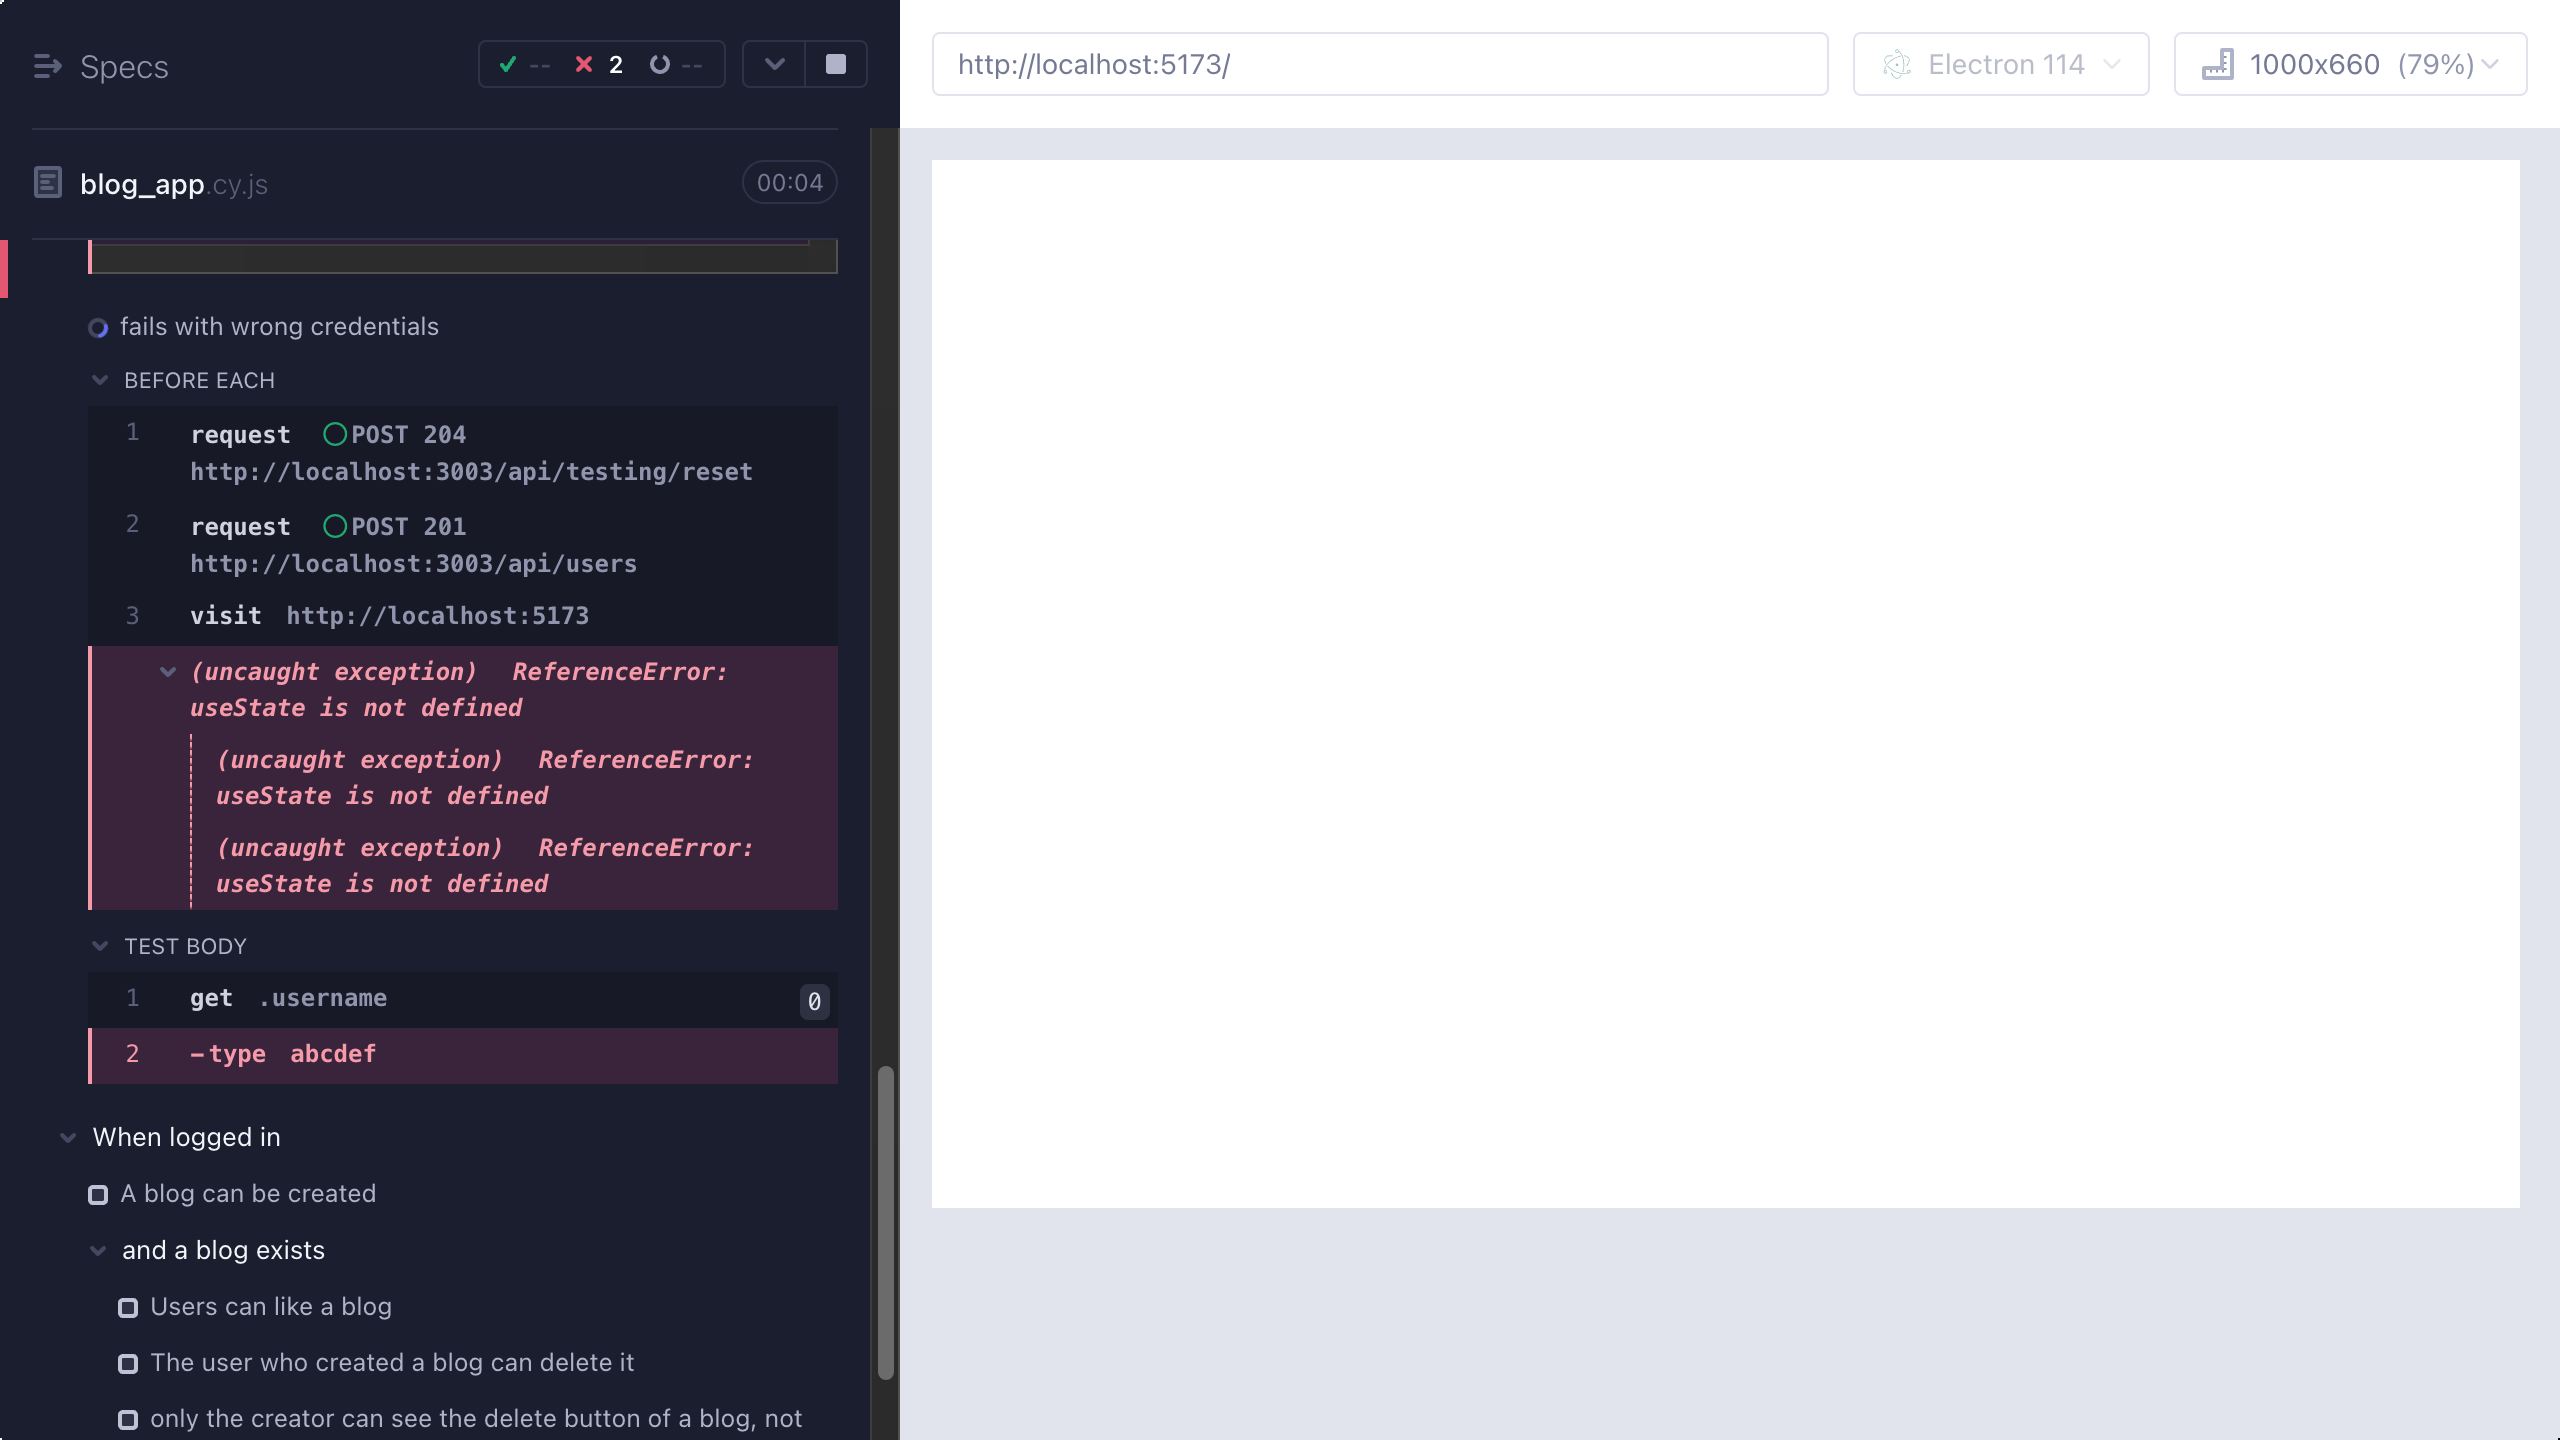 Specs
-- 2 --
blog_app.cy.js
00:04
fails with wrong credentials
BEFORE EACH
1 request POST 204
http://localhost:3003/api/testing/reset
2 request POST 201
http://localhost:3003/api/users
3 visit http://localhost:5173
(uncaught exception) ReferenceError:
useState is not defined
(uncaught exception) ReferenceError:
useState is not defined
(uncaught exception) ReferenceError:
useState is not defined
TEST BODY
1 get .username 0
2 -type abcdef
When logged in
A blog can be created
and a blog exists
Users can like a blog
The user who created a blog can delete it
only the creator can see the delete button of a blog, not
http://localhost:5173/
Electron 114
1000x660 (79%)